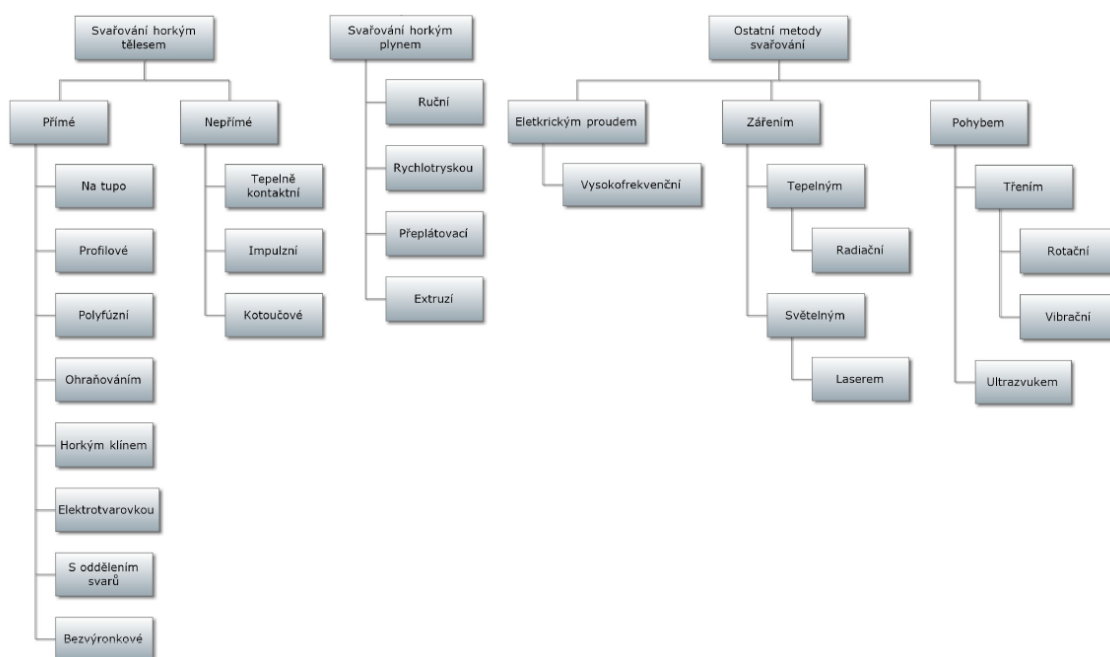 Svařování horkým
tělesem
Přímé
Na tupo
Profilové
Polyfúzní
Ohraňováním
Horkým klínem
Elektrotvarovkou
S oddělením
svarů
Bezvýronkové
Nepřímé
Tepelně
kontaktní
Impulzní
Kotoučové
Svařování horkým
plynem
Ruční
Rychlotryskou
Přeplátovací
Extruzí
Ostatní metody
svařování
Eletkrickým proudem
Vysokofrekvenční
Zářením
Tepelným
Radiační
Světelným
Laserem
Pohybem
Třením
Rotační
Vibrační
Ultrazvukem